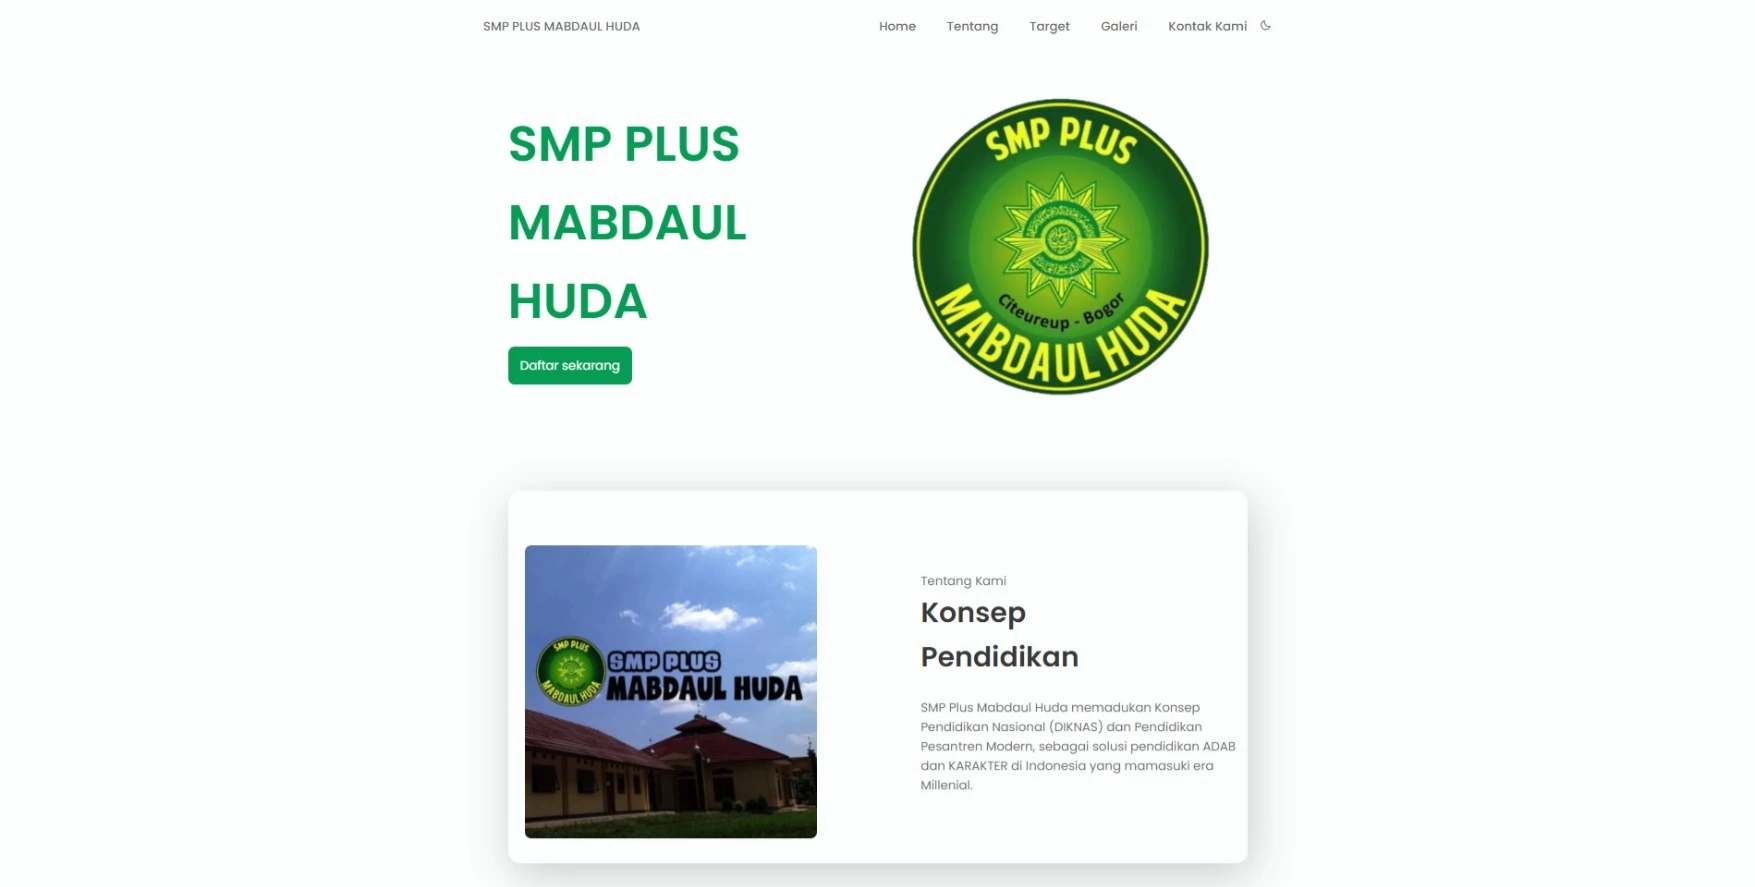 SMP PLUS MABDAUL HUDA
Home Tentang Target Galeri Kontak Kami
SMP PLUS
MABDAUL
HUDA
Daftar sekarang
SMP PLUS
Citeureup - Bogor
MABDAUL HUDA
SMP PLUS
MABDAUL HUDA
SMP PLUS
MABDAUL HUDA
Tentang Kami
Konsep
Pendidikan
SMP Plus Mabdaul Huda memadukan Konsep
Pendidikan Nasional (DIKNAS) dan Pendidikan
Pesantren Modern, sebagai solusi pendidikan ADAB
dan KARAKTER di Indonesia yang mamasuki era
Millenial.